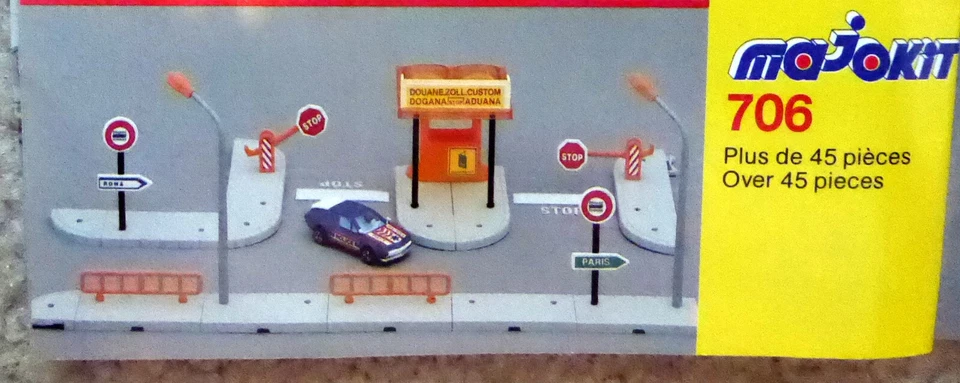 majoKiT
706
Plus de 45 pièces
Over 45 pieces
DOUANE.ZOLL.CUSTOM
DOGANA STOP ADUANA
STOP
STOP
STOP
STOP
ROMA
PARIS